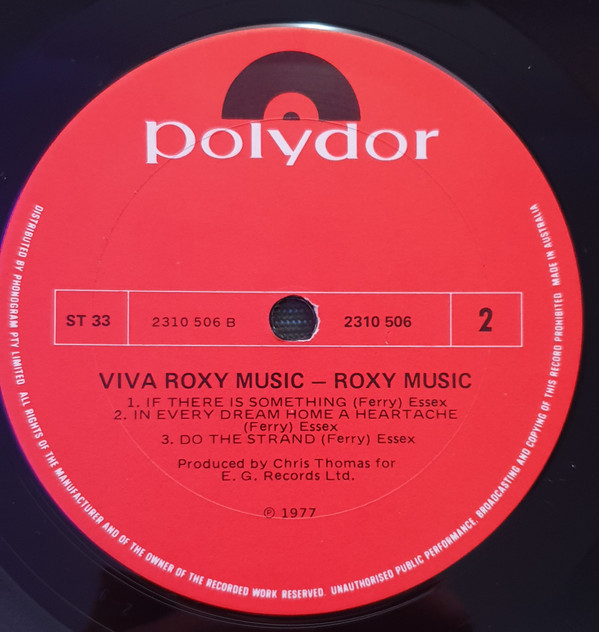 polydor
ST 33
2310 506 B
2310 506
2
VIVA ROXY MUSIC – ROXY MUSIC
1. IF THERE IS SOMETHING (Ferry) Essex
2. IN EVERY DREAM HOME A HEARTACHE
(Ferry) Essex
3. DO THE STRAND (Ferry) Essex
Produced by Chris Thomas for
E. G. Records Ltd.
℗ 1977
DISTRIBUTED BY PHONOGRAM PTY LIMITED ALL RIGHTS OF THE MANUFACTURER AND OF THE OWNER OF THE RECORDED WORK RESERVED. UNAUTHORISED PUBLIC PERFORMANCE, BROADCASTING AND COPYING OF THIS RECORD PROHIBITED. MADE IN AUSTRALIA